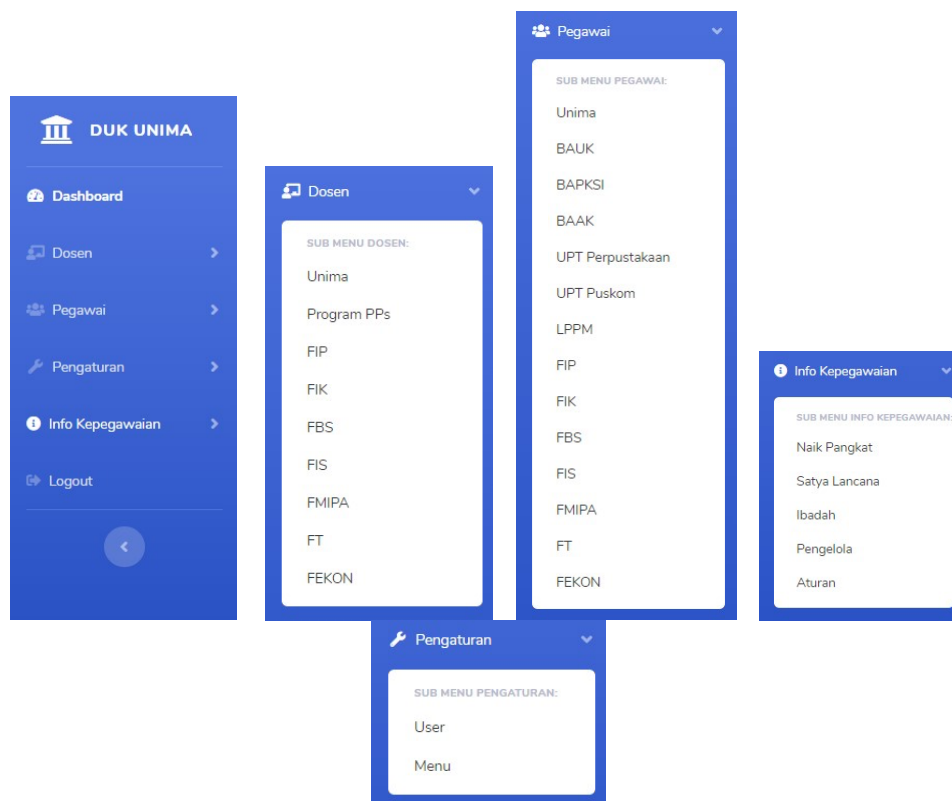 DUK UNIMA
Dashboard
Dosen
Pegawai
Pengaturan
Info Kepegawaian
Logout
Dosen
SUB MENU DOSEN:
Unima
Program PPs
FIP
FIK
FBS
FIS
FMIPA
FT
FEKON
Pegawai
SUB MENU PEGAWAI:
Unima
BAUK
BAPKSI
BAAK
UPT Perpustakaan
UPT Puskom
LPPM
FIP
FIK
FBS
FIS
FMIPA
FT
FEKON
Info Kepegawaian
SUB MENU INFO KEPEGAWAIAN:
Naik Pangkat
Satya Lancana
Ibadah
Pengelola
Aturan
Pengaturan
SUB MENU PENGATURAN:
User
Menu